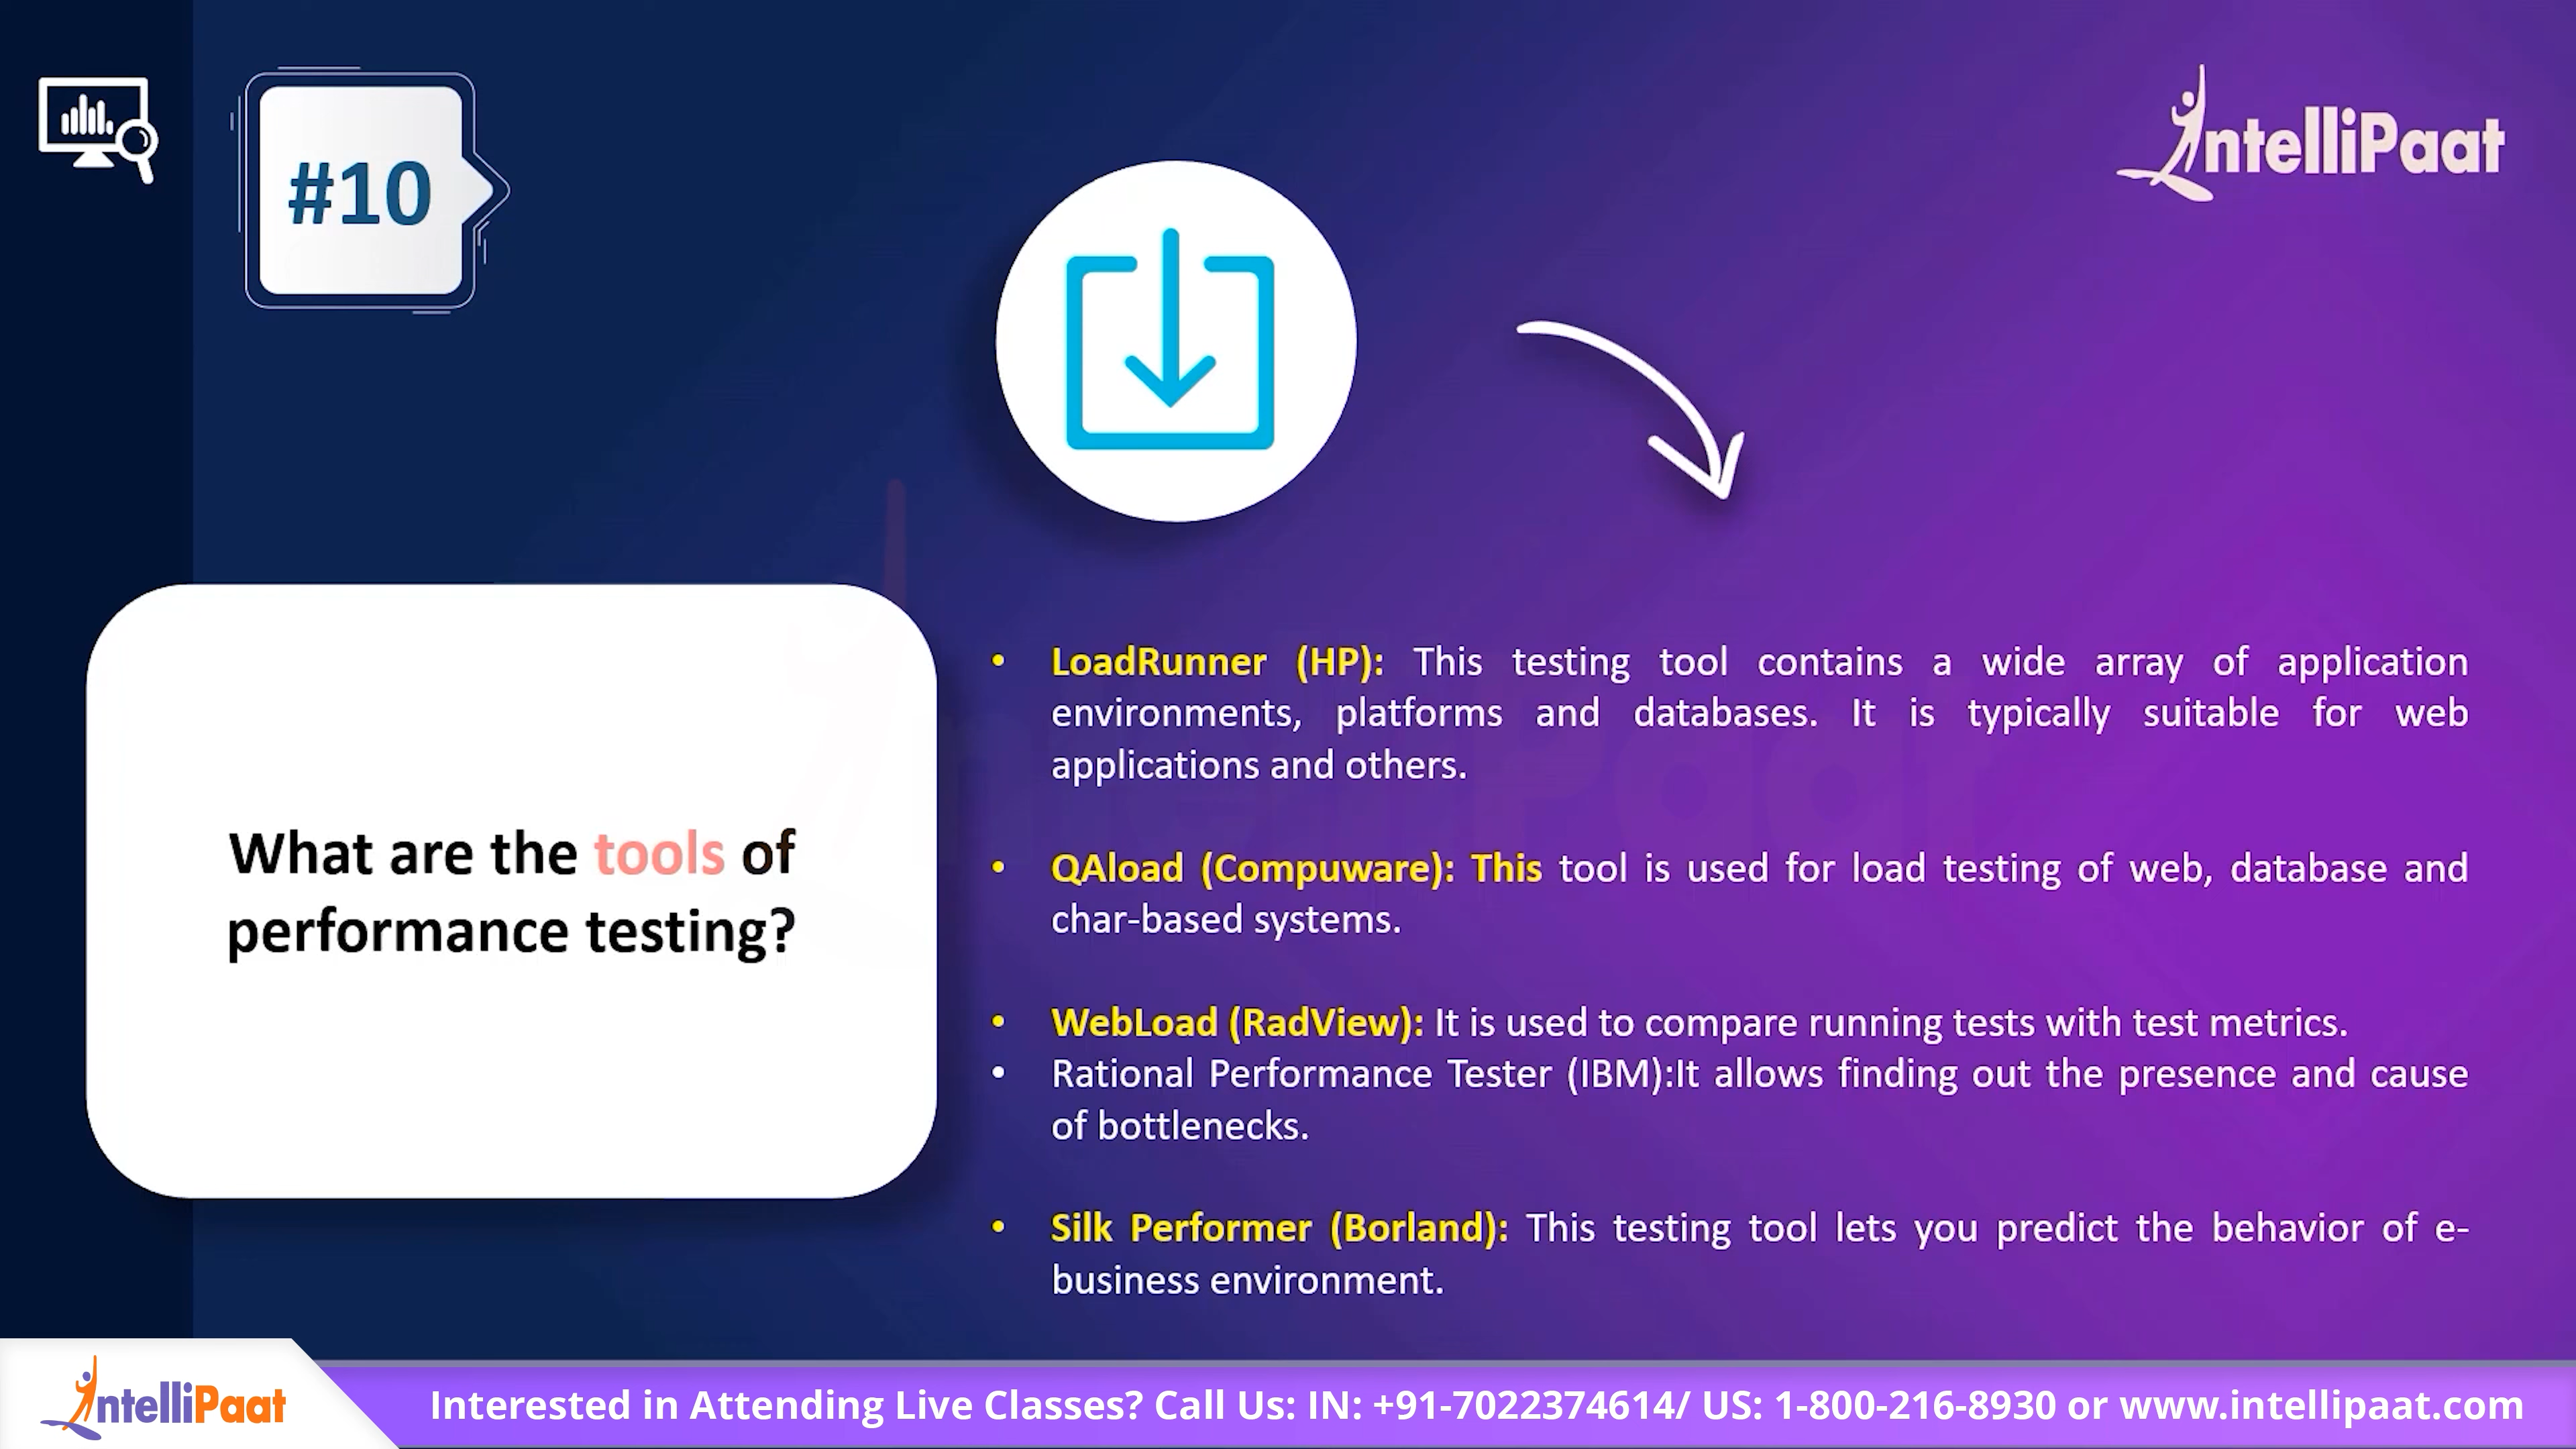 #10
IntelliPaat
What are the tools of
performance testing?
• LoadRunner (HP): This testing tool contains a wide array of application
environments, platforms and databases. It is typically suitable for web
applications and others.
• QAload (Compuware): This tool is used for load testing of web, database and
char-based systems.
• WebLoad (RadView): It is used to compare running tests with test metrics.
• Rational Performance Tester (IBM):It allows finding out the presence and cause
of bottlenecks.
• Silk Performer (Borland): This testing tool lets you predict the behavior of e-
business environment.
IntelliPaat
Interested in Attending Live Classes? Call Us: IN: +91-7022374614/ US: 1-800-216-8930 or www.intellipaat.com